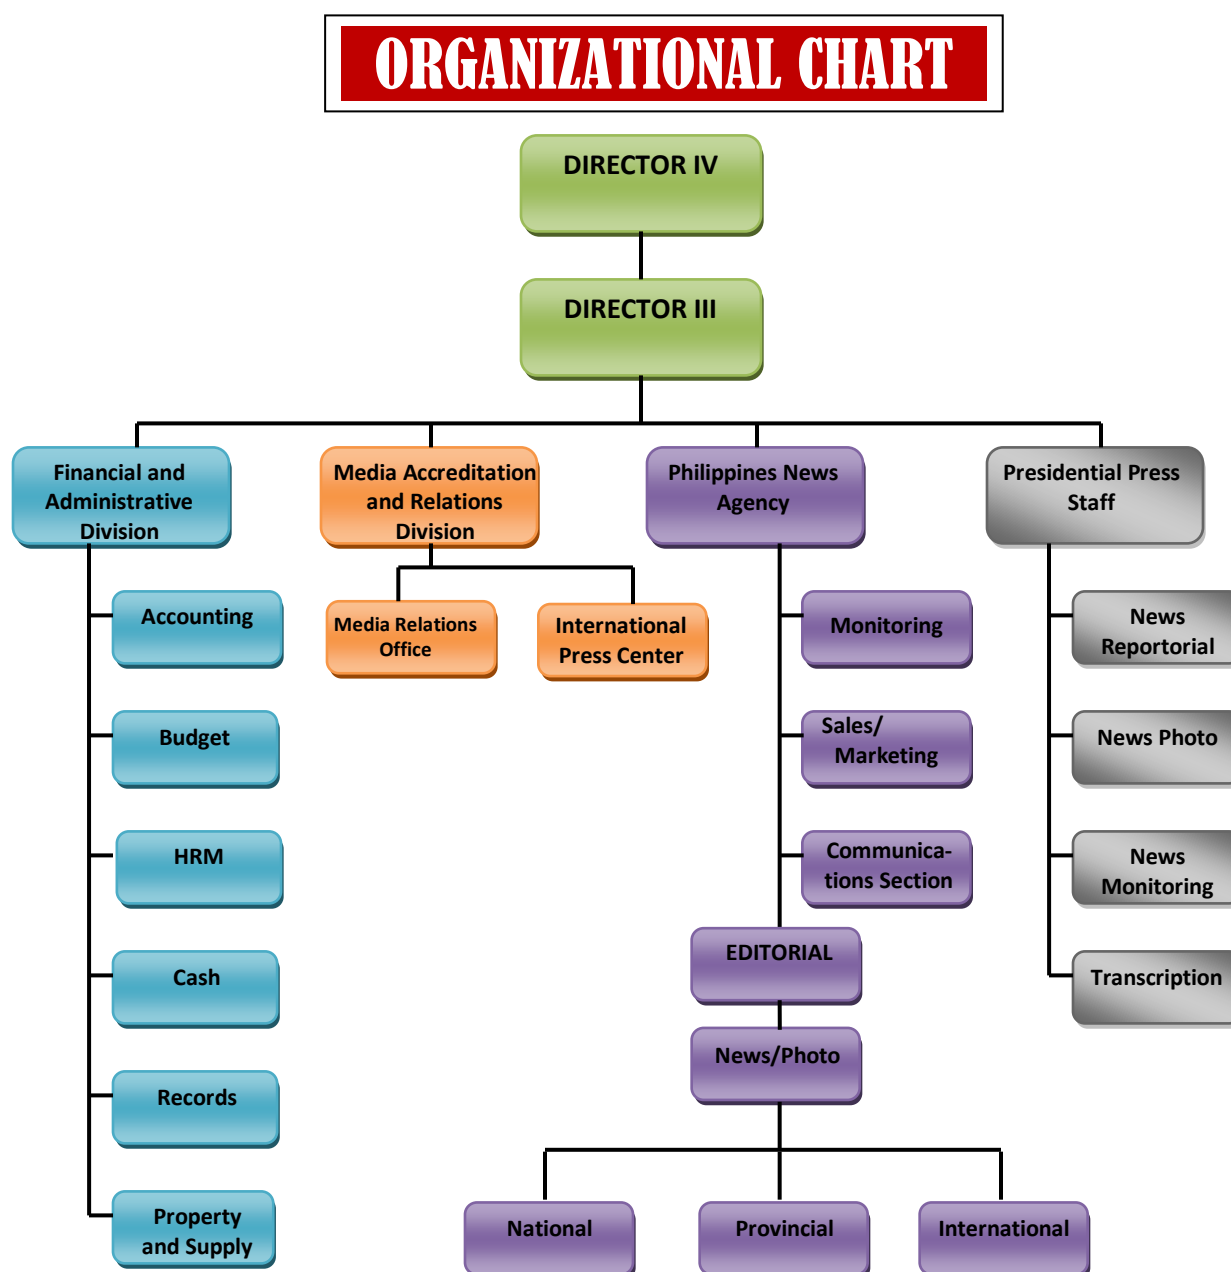 ORGANIZATIONAL CHART
DIRECTOR IV
DIRECTOR III
Financial and
Administrative
Division
Media Accreditation
and Relations
Division
Philippines News
Agency
Presidential Press
Staff
Accounting
Budget
HRM
Cash
Records
Property
and Supply
Media Relations
Office
International
Press Center
Monitoring
Sales/
Marketing
Communica-
tions Section
EDITORIAL
News/Photo
National
Provincial
International
News
Reportorial
News Photo
News
Monitoring
Transcription